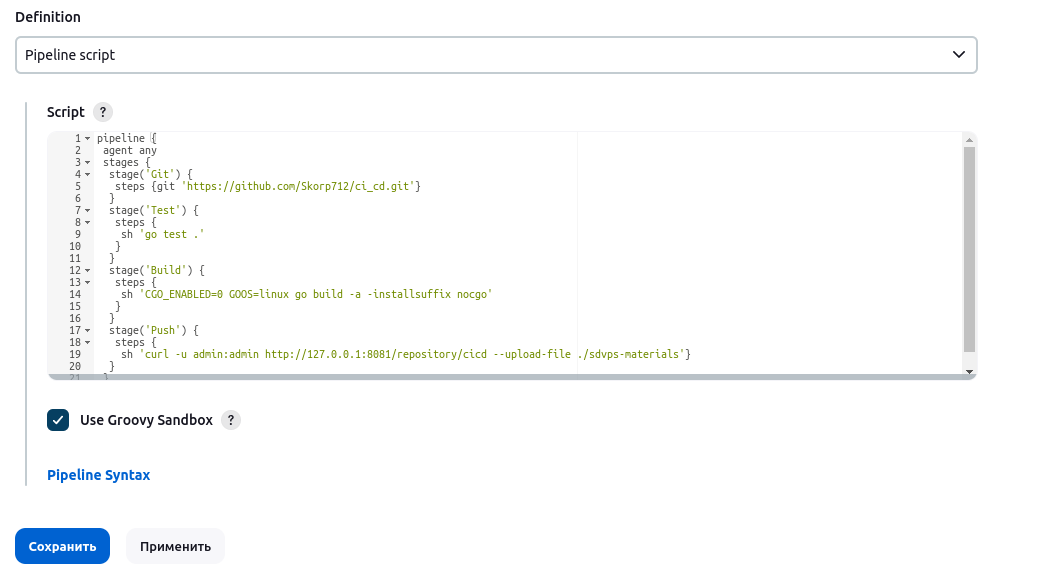 Definition
Pipeline script
Script ?
1 pipeline {
2 agent any
3 stages {
4 stage('Git') {
5 steps {git 'https://github.com/Skorp712/ci_cd.git'}
6 }
7 stage('Test') {
8 steps {
9 sh 'go test .'
10 }
11 }
12 stage('Build') {
13 steps {
14 sh 'CGO_ENABLED=0 GOOS=linux go build -a -installsuffix nocgo'
15 }
16 }
17 stage('Push') {
18 steps {
19 sh 'curl -u admin:admin http://127.0.0.1:8081/repository/cicd --upload-file ./sdvps-materials'}
20 }
21 }
Use Groovy Sandbox ?
Pipeline Syntax
Сохранить Применить